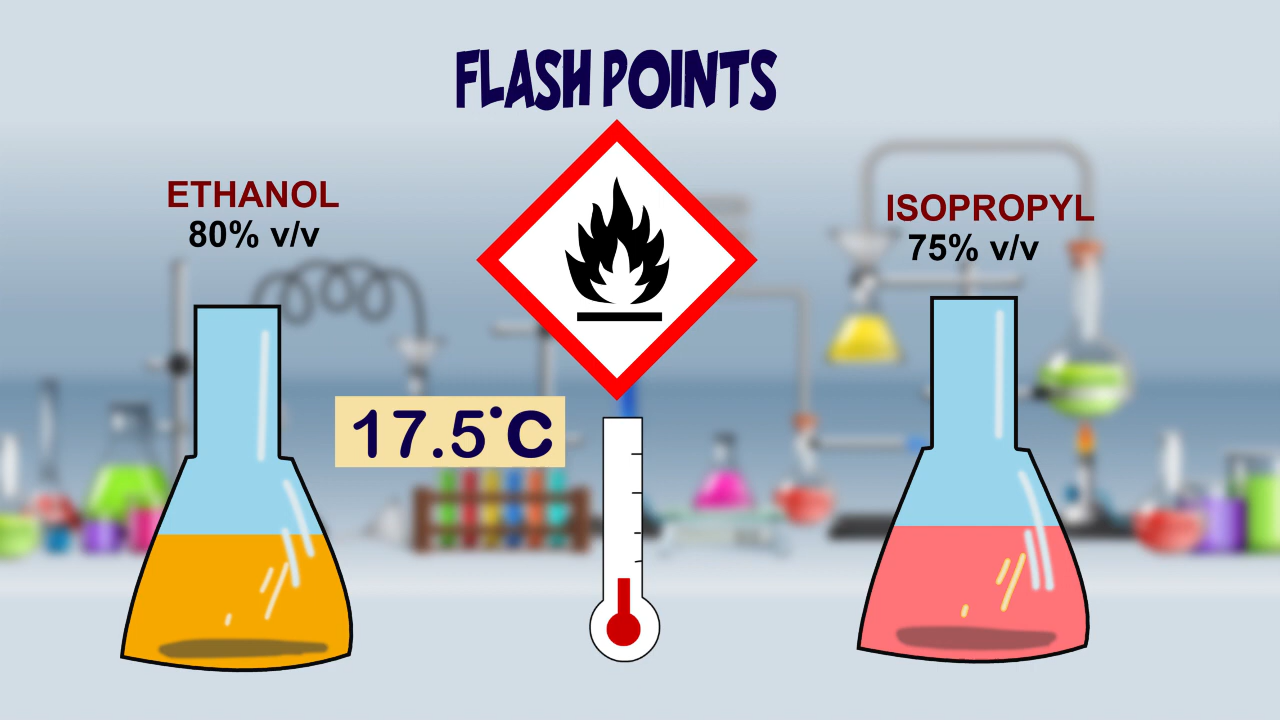 FLASH POINTS
ETHANOL
80% v/v
ISOPROPYL
75% v/v
17.5°C